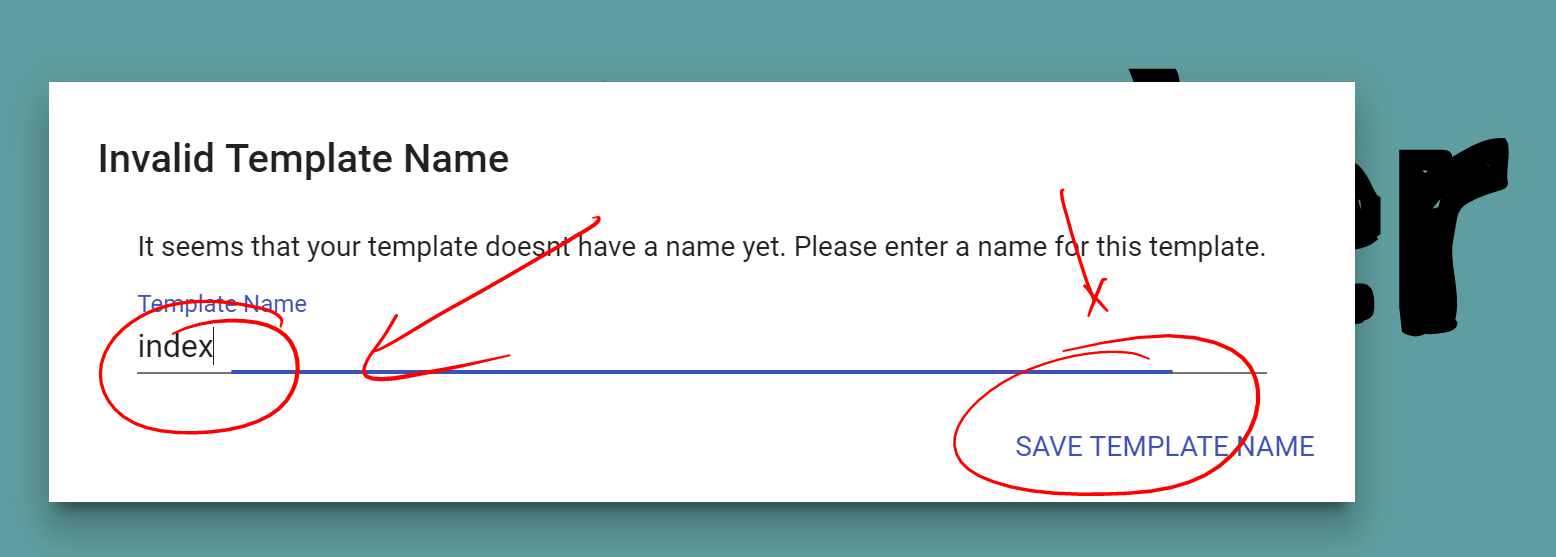 Invalid Template Name
It seems that your template doesnt have a name yet. Please enter a name for this template.
Template Name
index
SAVE TEMPLATE NAME